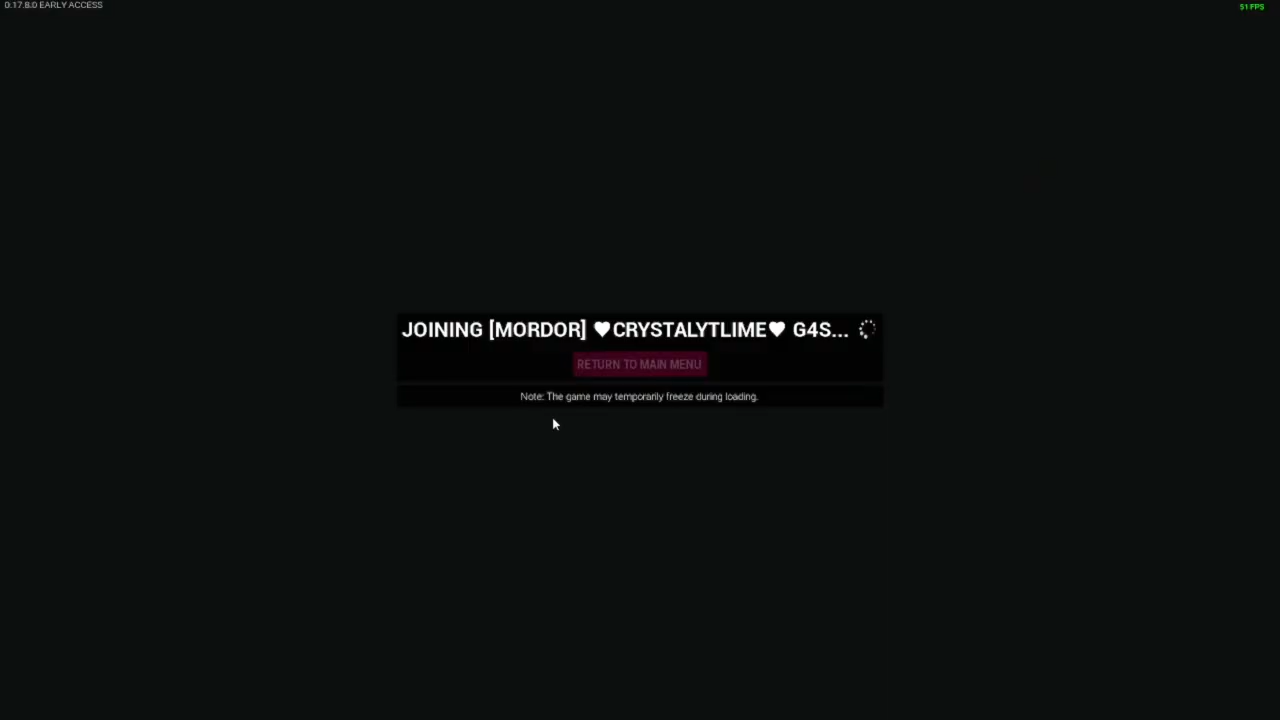 0.17.8.0 EARLY ACCESS
51 FPS
JOINING [MORDOR] ♥CRYSTALYTLIME♥ G4S...
RETURN TO MAIN MENU
Note: The game may temporarily freeze during loading.